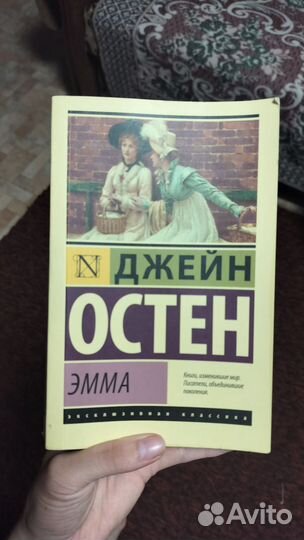 N
ДЖЕЙН
ОСТЕН
ЭММА
Книги, изменившие мир.
Писатели, объединившие
поколения.
ЭКСКЛЮЗИВНАЯ КЛАССИКА
Avito